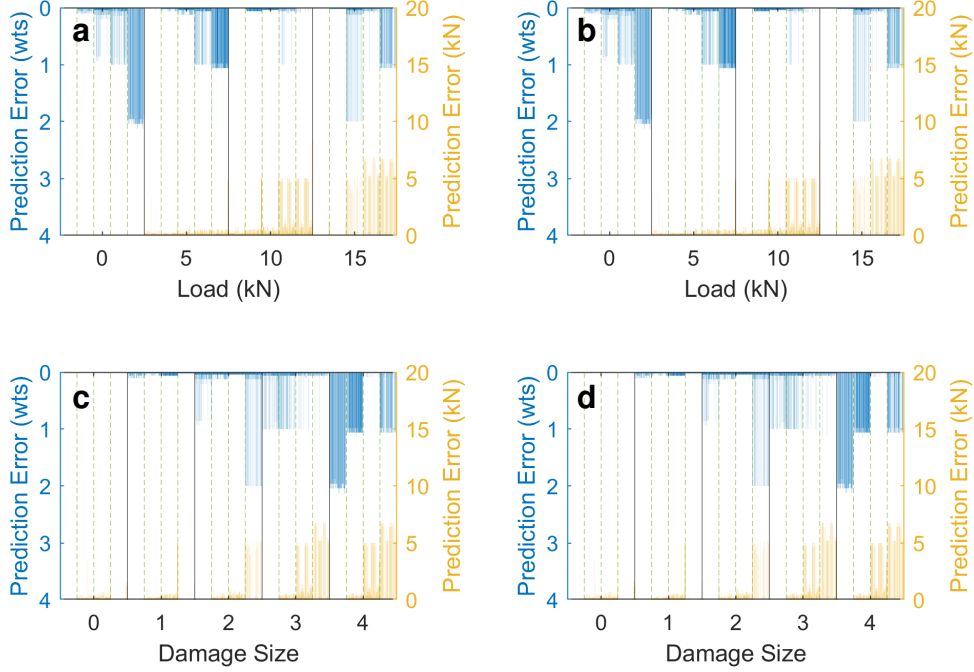 a
Prediction Error (wts)
0
1
2
3
4
Prediction Error (kN)
20
15
10
5
0
0 5 10 15
Load (kN)
b
Prediction Error (wts)
0
1
2
3
4
Prediction Error (kN)
20
15
10
5
0
0 5 10 15
Load (kN)
c
Prediction Error (wts)
0
1
2
3
4
Prediction Error (kN)
20
15
10
5
0
0 1 2 3 4
Damage Size
d
Prediction Error (wts)
0
1
2
3
4
Prediction Error (kN)
20
15
10
5
0
0 1 2 3 4
Damage Size